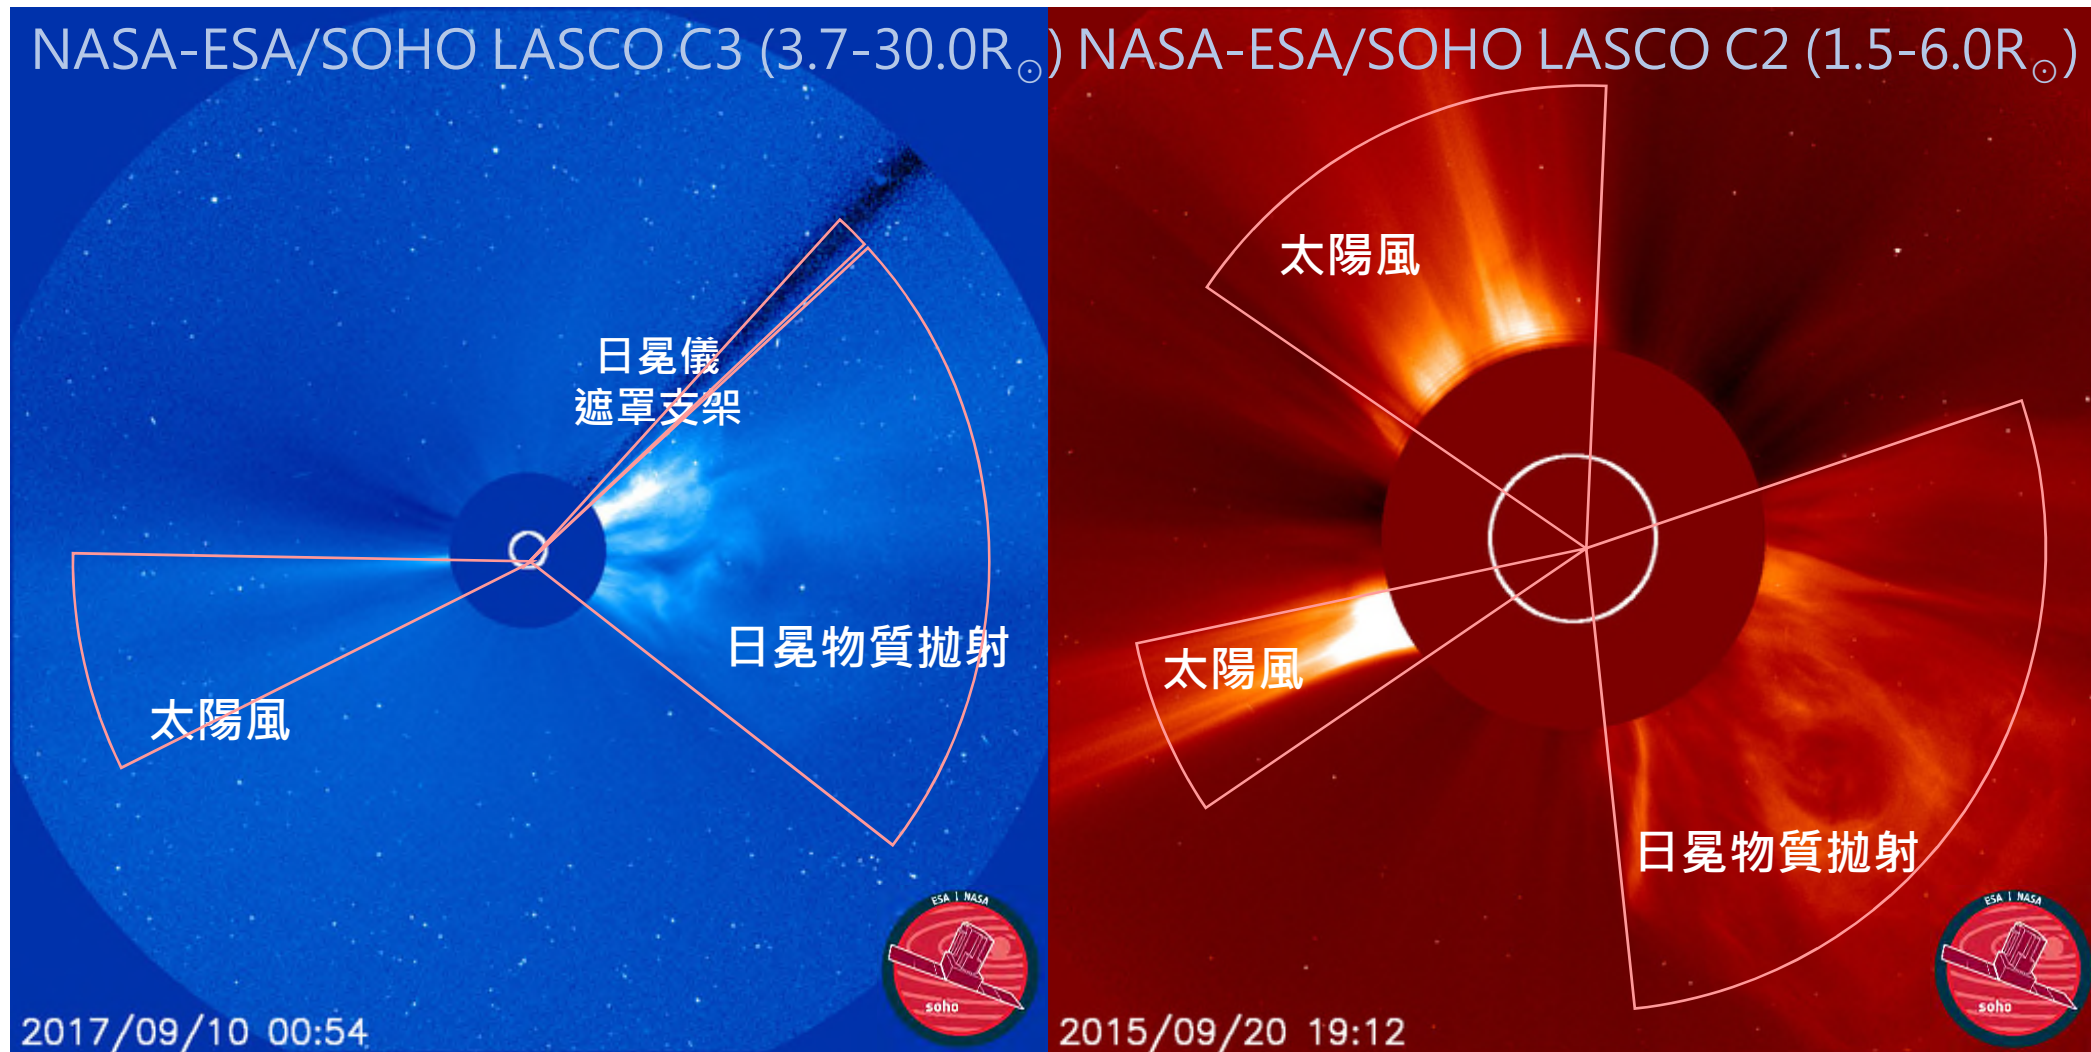 NASA-ESA/SOHO LASCO C3 (3.7-30.0R☉)
日冕儀
遮罩支架
日冕物質拋射
太陽風
ESA | NASA
soho
2017/09/10 00:54
NASA-ESA/SOHO LASCO C2 (1.5-6.0R☉)
太陽風
太陽風
日冕物質拋射
ESA | NASA
soho
2015/09/20 19:12